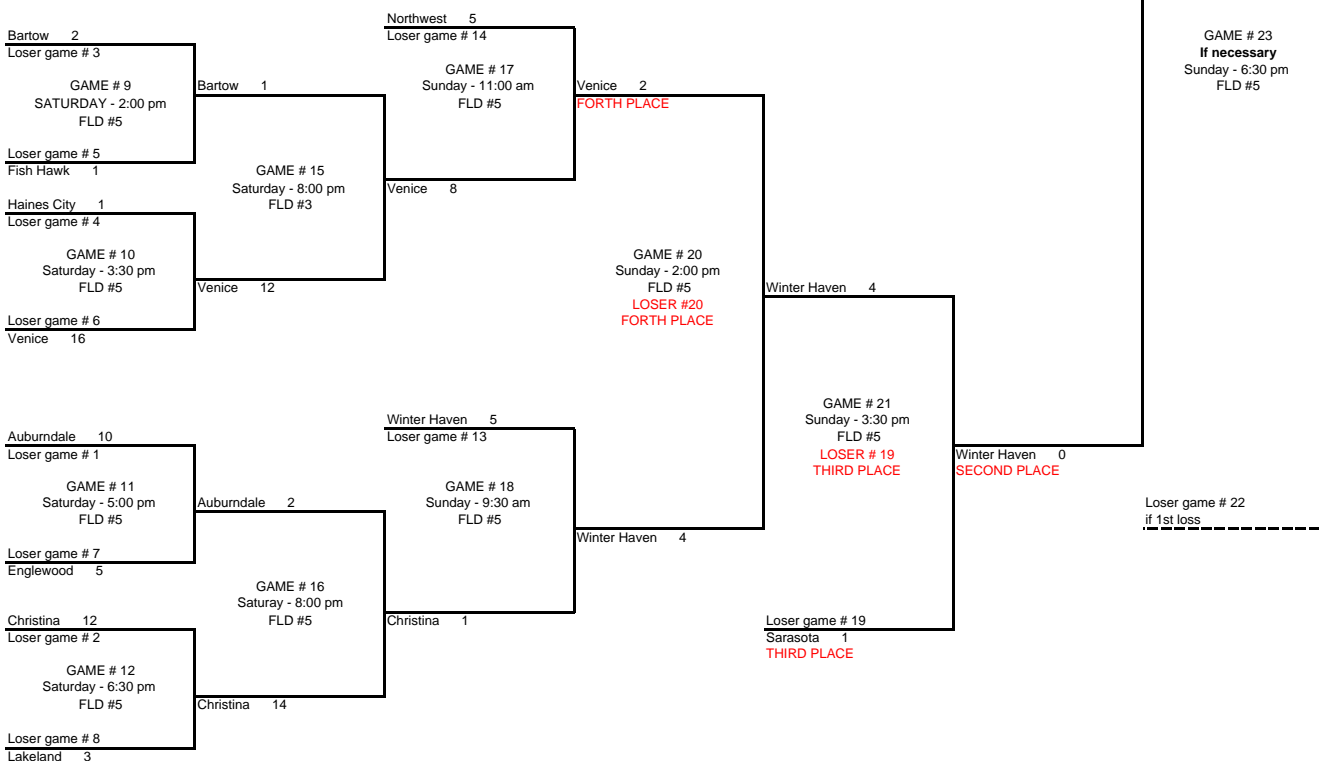 Northwest 5
Loser game # 14
Bartow 2
Loser game # 3
GAME # 9
SATURDAY - 2:00 pm
FLD #5
Loser game # 5
Fish Hawk 1
Bartow 1
GAME # 17
Sunday - 11:00 am
FLD #5
Venice 2
FORTH PLACE
GAME # 23
If necessary
Sunday - 6:30 pm
FLD #5
GAME # 15
Saturday - 8:00 pm
FLD #3
Venice 8
Haines City 1
Loser game # 4
GAME # 10
Saturday - 3:30 pm
FLD #5
Loser game # 6
Venice 16
Venice 12
GAME # 20
Sunday - 2:00 pm
FLD #5
LOSER #20
FORTH PLACE
Winter Haven 4
Auburndale 10
Loser game # 1
GAME # 11
Saturday - 5:00 pm
FLD #5
Loser game # 7
Englewood 5
Auburndale 2
Winter Haven 5
Loser game # 13
GAME # 18
Sunday - 9:30 am
FLD #5
Winter Haven 4
GAME # 21
Sunday - 3:30 pm
FLD #5
LOSER # 19
THIRD PLACE
Winter Haven 0
SECOND PLACE
Loser game # 22
if 1st loss
GAME # 16
Saturay - 8:00 pm
FLD #5
Christina 1
Loser game # 19
Sarasota 1
THIRD PLACE
Christina 12
Loser game # 2
GAME # 12
Saturday - 6:30 pm
FLD #5
Loser game # 8
Lakeland 3
Christina 14